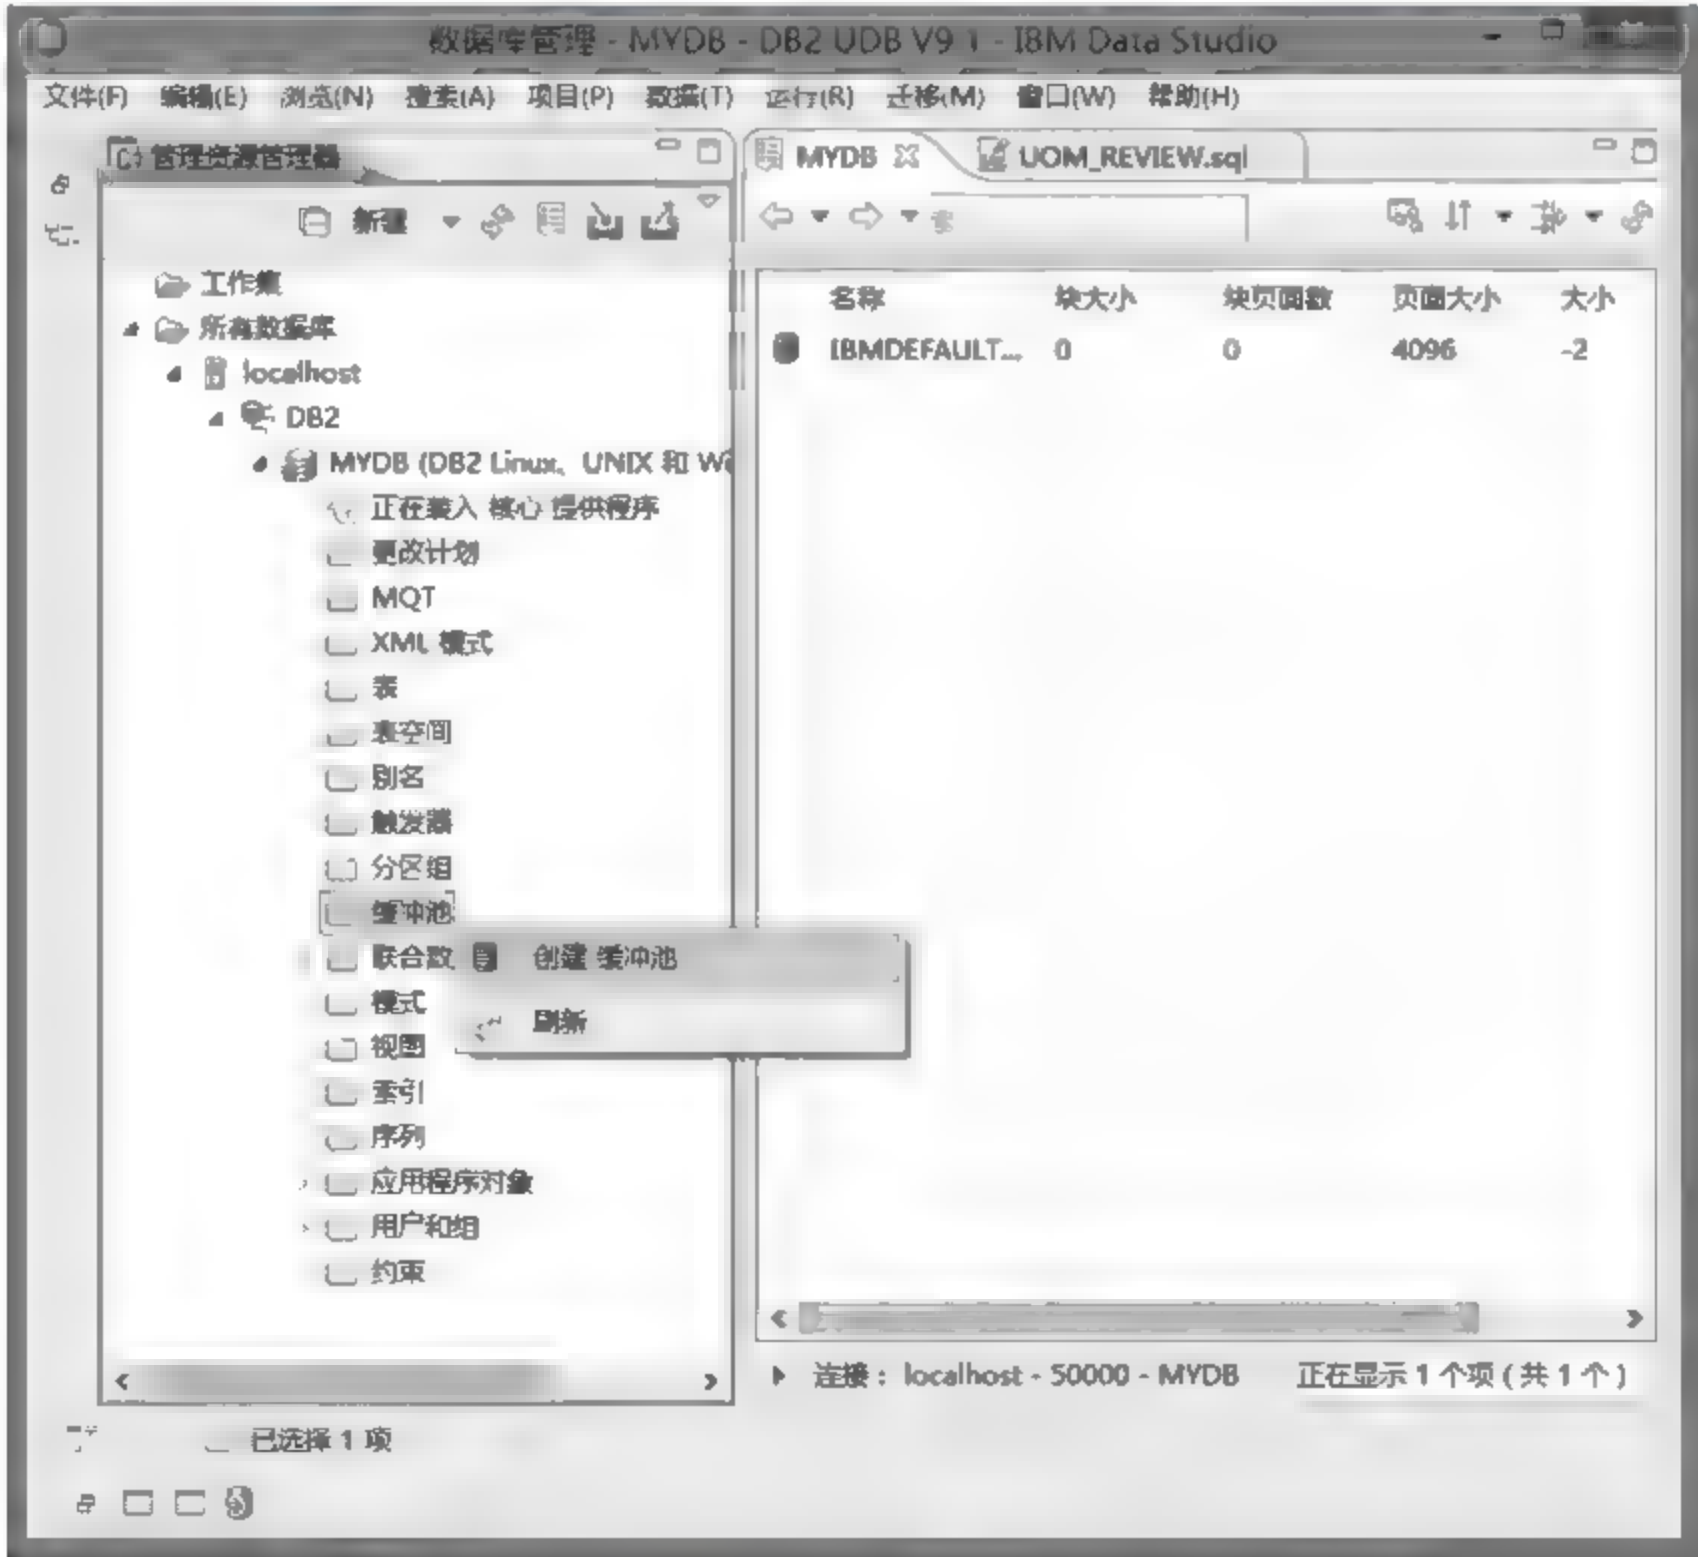 数据库管理 - MYDB - DB2 UDB V9.1 - IBM Data Studio
文件(F) 编辑(E) 浏览(N) 搜索(A) 项目(P) 数据(T) 运行(R) 迁移(M) 窗口(W) 帮助(H)
管理资源管理器
新建
工作集
所有数据库
localhost
DB2
MYDB (DB2 Linux、UNIX 和 Wi
正在装入 核心 提供程序
更改计划
MQT
XML 模式
表
表空间
别名
触发器
分区组
缓冲池
联合数
模式
视图
索引
序列
应用程序对象
用户和组
约束
创建 缓冲池
刷新
MYDB UOM_REVIEW.sql
名称 块大小 块页面数 页面大小 大小
IBMDEFAULT... 0 0 4096 -2
连接：localhost - 50000 - MYDB 正在显示 1 个项 ( 共 1 个 )
已选择 1 项